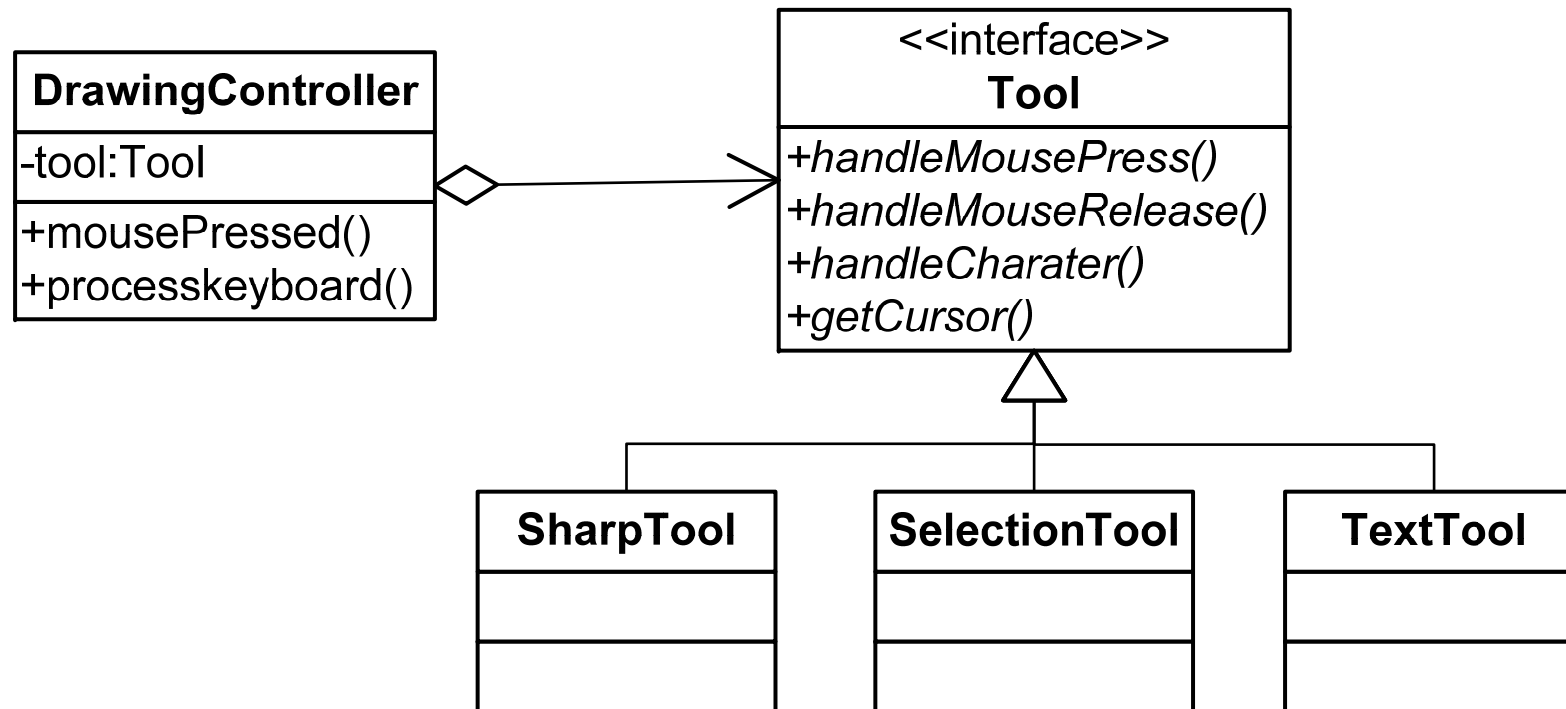 DrawingController
-tool:Tool
+mousePressed()
+processkeyboard()
<<interface>>
Tool
+handleMousePress()
+handleMouseRelease()
+handleCharater()
+getCursor()
SharpTool
SelectionTool
TextTool